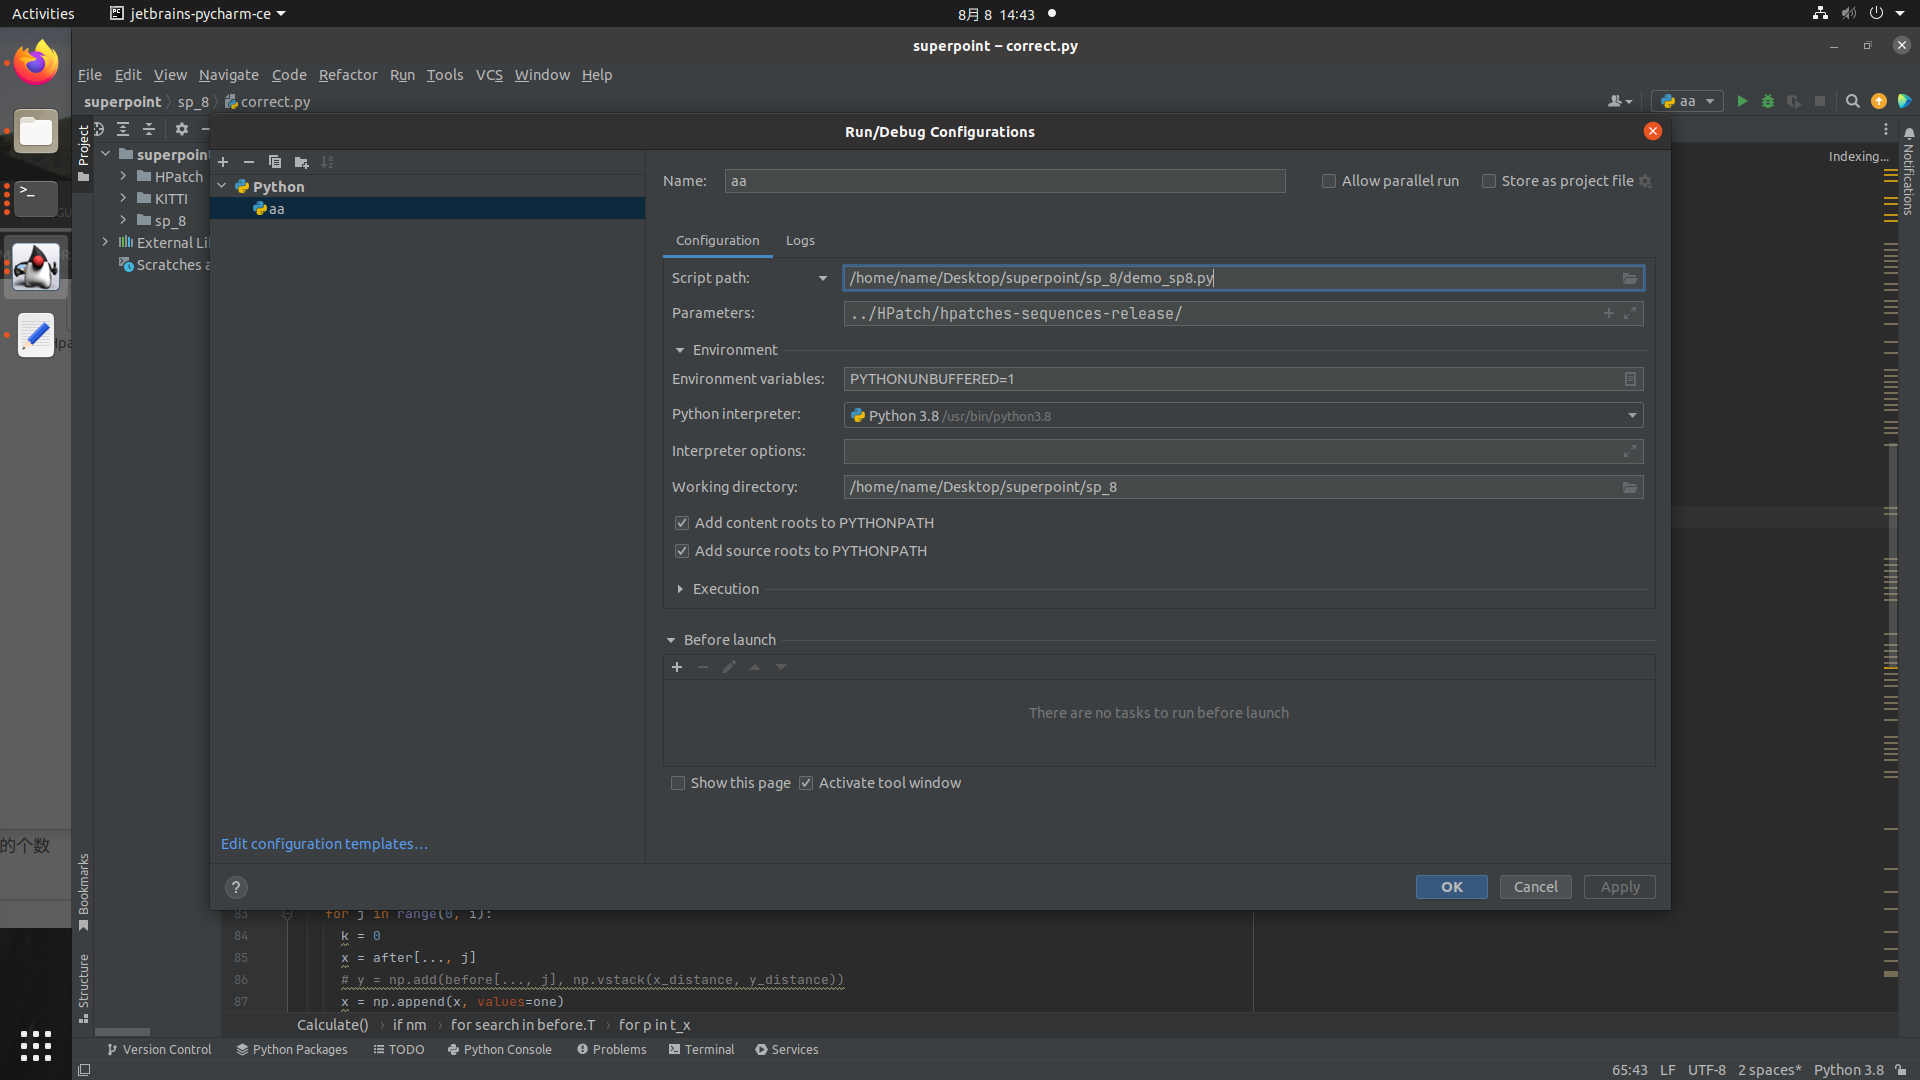 Activities
jetbrains-pycharm-ce
8月 8 14:43
superpoint – correct.py
File Edit View Navigate Code Refactor Run Tools VCS Window Help
superpoint sp_8 correct.py
aa
Project
superpoint
HPatch
KITTI
sp_8
External Li
Scratches a
Indexing...
Notifications
Run/Debug Configurations
Python
aa
Name: aa
Allow parallel run
Store as project file
Configuration Logs
Script path: /home/name/Desktop/superpoint/sp_8/demo_sp8.py
Parameters: ../HPatch/hpatches-sequences-release/
Environment
Environment variables: PYTHONUNBUFFERED=1
Python interpreter: Python 3.8 /usr/bin/python3.8
Interpreter options:
Working directory: /home/name/Desktop/superpoint/sp_8
Add content roots to PYTHONPATH
Add source roots to PYTHONPATH
Execution
Before launch
There are no tasks to run before launch
Show this page Activate tool window
Edit configuration templates…
? OK Cancel Apply
的个数
Bookmarks
Structure
83 for j in range(0, i):
84 k = 0
85 x = after[..., j]
86 # y = np.add(before[..., j], np.vstack(x_distance, y_distance))
87 x = np.append(x, values=one)
Calculate() › if nm › for search in before.T › for p in t_x
Version Control Python Packages TODO Python Console Problems Terminal Services
65:43 LF UTF-8 2 spaces* Python 3.8